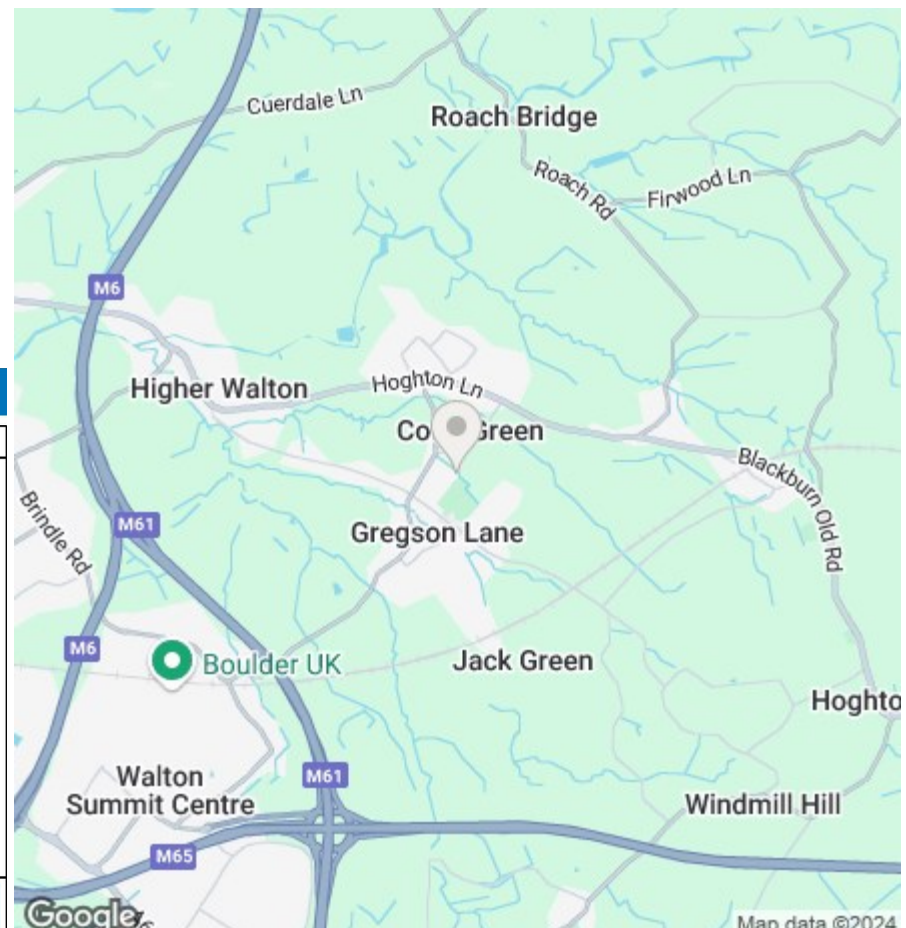 Cuerdale Ln
Roach Bridge
Roach Rd
Firwood Ln
M6
Higher Walton
Hoghton Ln
Co Green
Blackburn Old Rd
Brindle Rd
M61
Gregson Lane
M6
Boulder UK
Jack Green
Hoghto
M61
Walton
Summit Centre
Windmill Hill
M65
Google
Map data ©2024